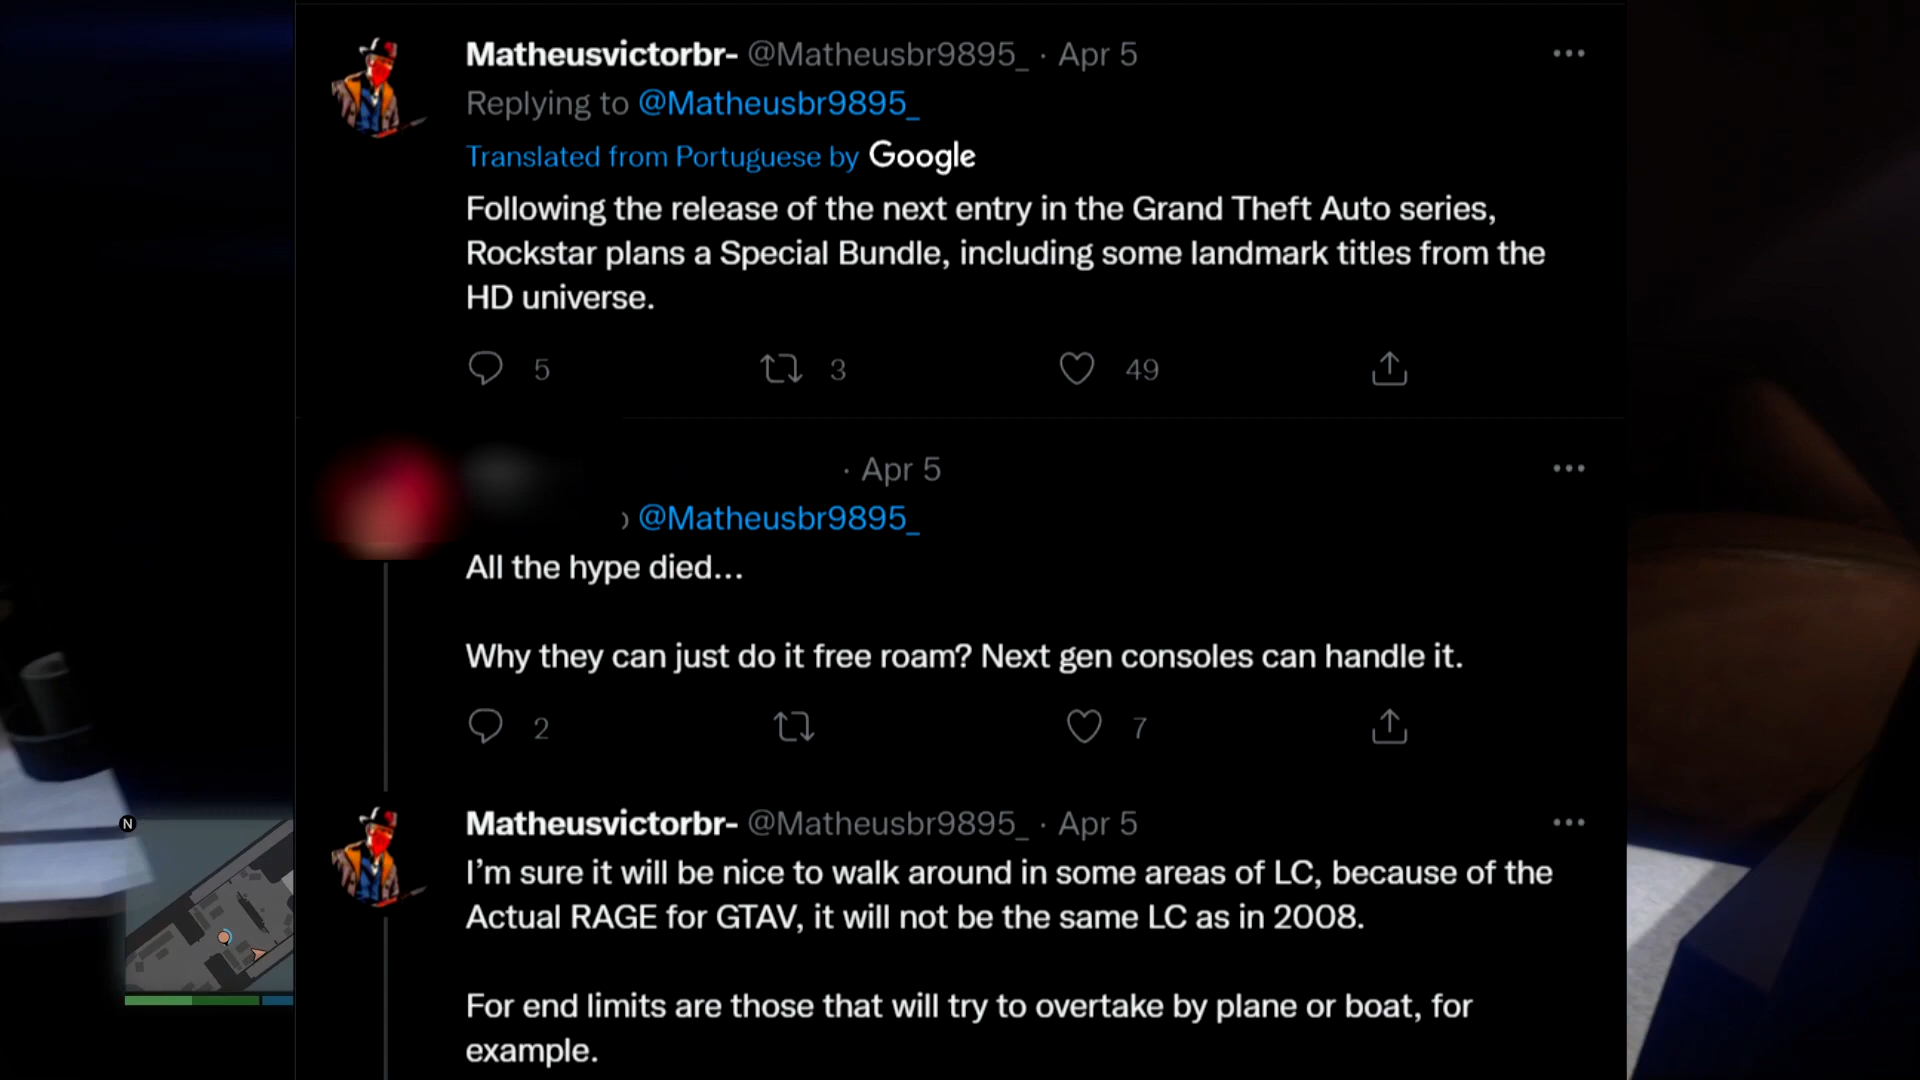 Matheusvictorbr- @Matheusbr9895_ · Apr 5
Replying to @Matheusbr9895_
Translated from Portuguese by Google
Following the release of the next entry in the Grand Theft Auto series,
Rockstar plans a Special Bundle, including some landmark titles from the
HD universe.
5 3 49
· Apr 5
@Matheusbr9895_
All the hype died...
Why they can just do it free roam? Next gen consoles can handle it.
2 7
Matheusvictorbr- @Matheusbr9895_ · Apr 5
I'm sure it will be nice to walk around in some areas of LC, because of the
Actual RAGE for GTAV, it will not be the same LC as in 2008.
For end limits are those that will try to overtake by plane or boat, for
example.
N